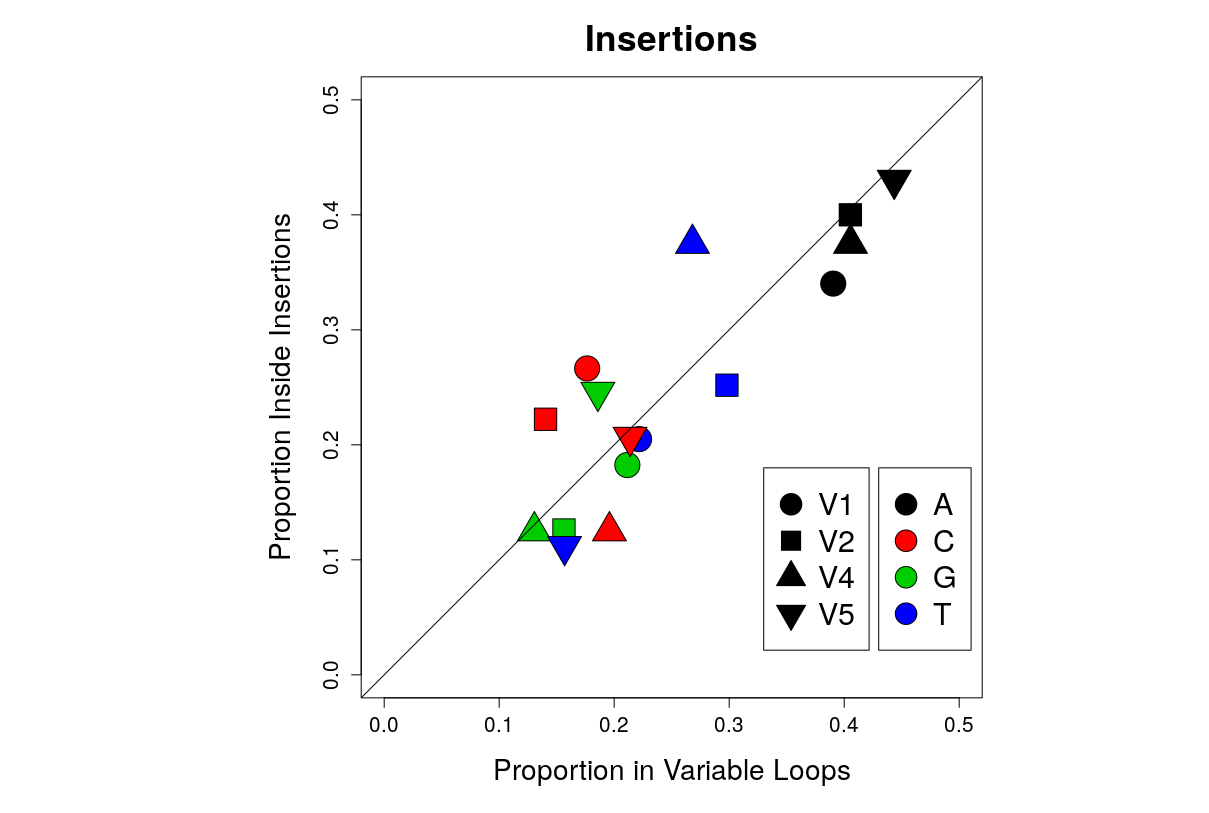 Insertions
Proportion Inside Insertions
0.5
0.4
0.3
0.2
0.1
0.0
V1
V2
V4
V5
A
C
G
T
0.0 0.1 0.2 0.3 0.4 0.5
Proportion in Variable Loops